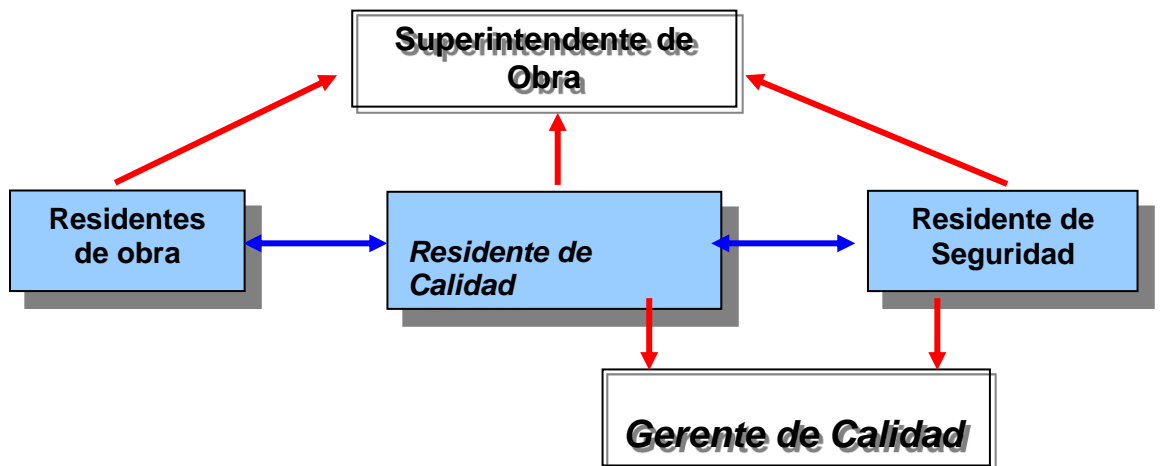 Superintendente de
Obra
Residentes
de obra
Residente de
Calidad
Residente de
Seguridad
Gerente de Calidad